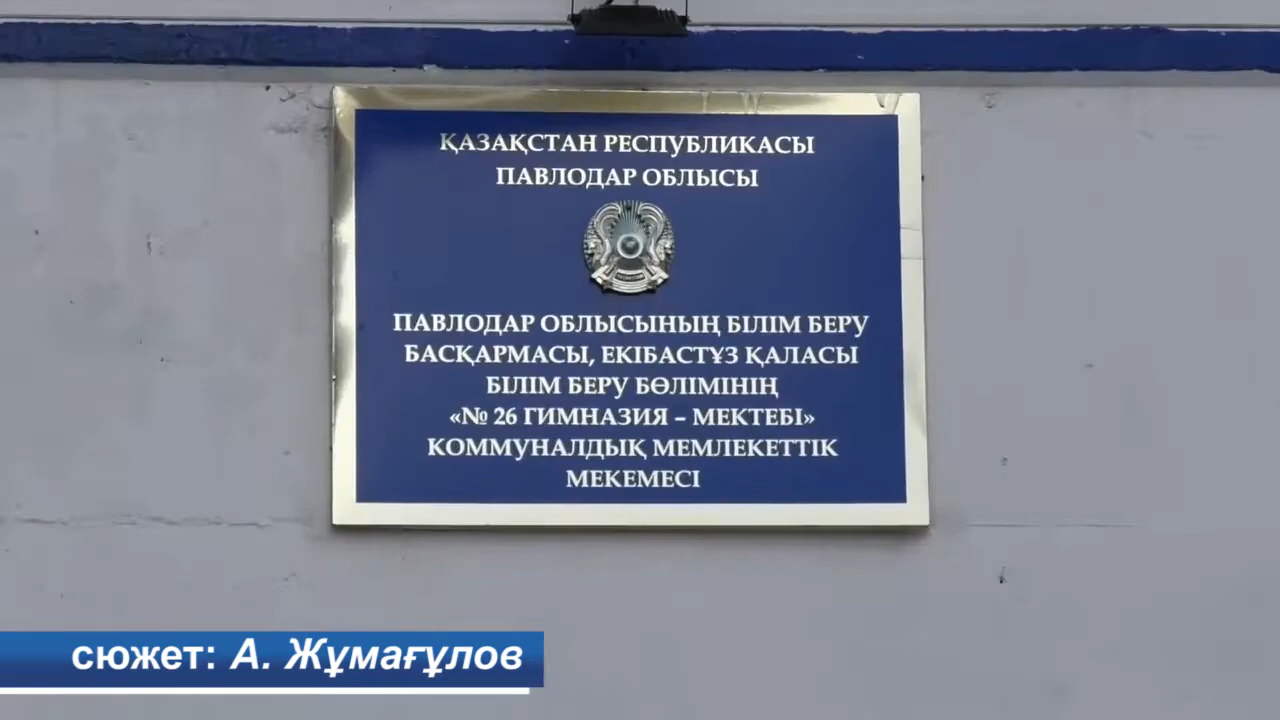 ҚАЗАҚСТАН РЕСПУБЛИКАСЫ
ПАВЛОДАР ОБЛЫСЫ
ПАВЛОДАР ОБЛЫСЫНЫҢ БІЛІМ БЕРУ
БАСҚАРМАСЫ, ЕКІБАСТҰЗ ҚАЛАСЫ
БІЛІМ БЕРУ БӨЛІМІНІҢ
«№ 26 ГИМНАЗИЯ – МЕКТЕБІ»
КОММУНАЛДЫҚ МЕМЛЕКЕТТІК
МЕКЕМЕСІ
сюжет: А. Жұмағұлов